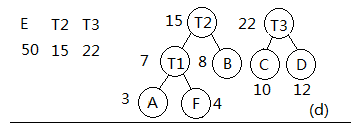 E T2 T3
50 15 22
15 T2 22 T3
7 T1 8 B C D
10 12
3 A F 4
(d)